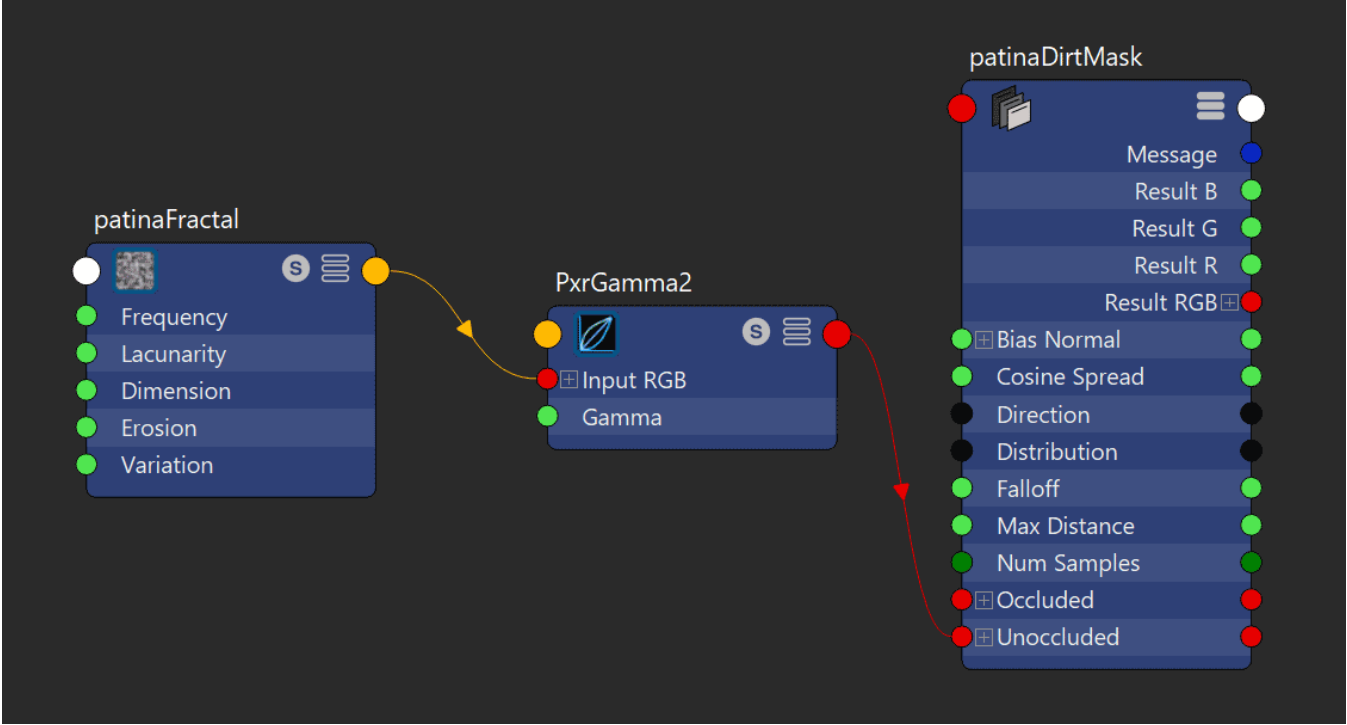 patinaFractal
S
Frequency
Lacunarity
Dimension
Erosion
Variation
PxrGamma2
S
Input RGB
Gamma
patinaDirtMask
Message
Result B
Result G
Result R
Result RGB
Bias Normal
Cosine Spread
Direction
Distribution
Falloff
Max Distance
Num Samples
Occluded
Unoccluded